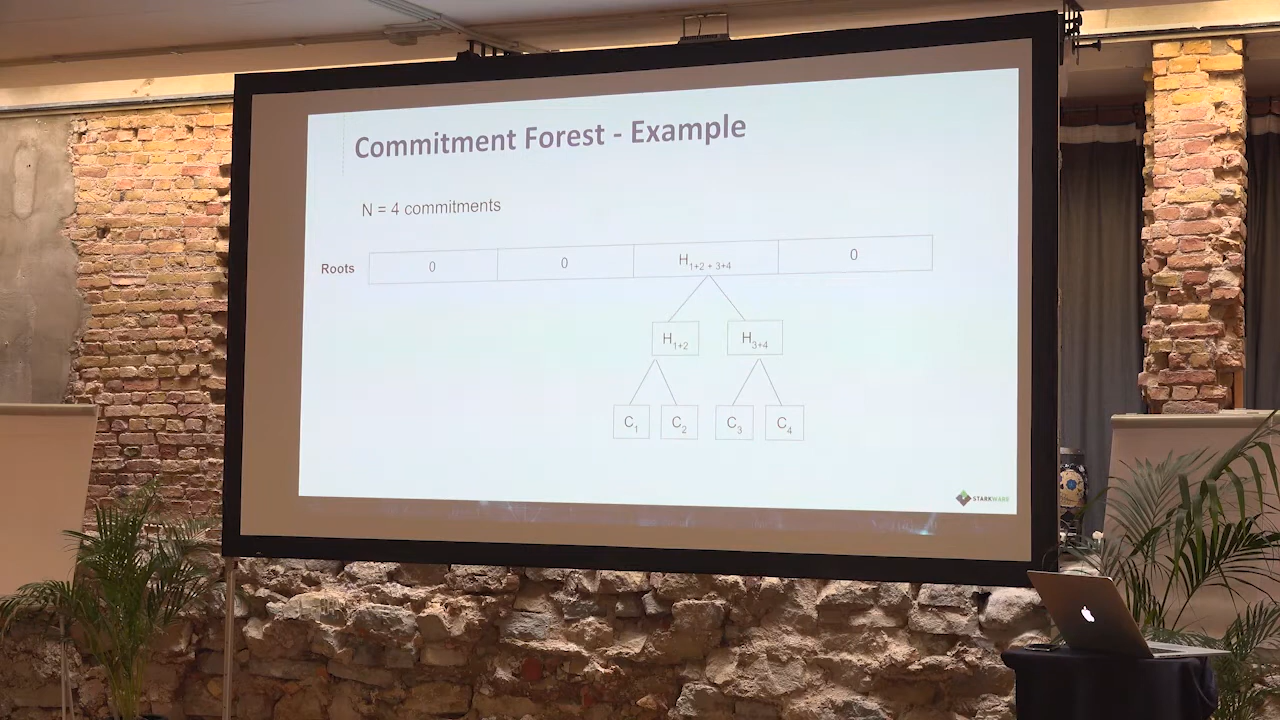 Commitment Forest - Example
N = 4 commitments
Roots 0 0 H1+2 + 3+4 0
H1+2 H3+4
C1 C2 C3 C4
STARKWARE